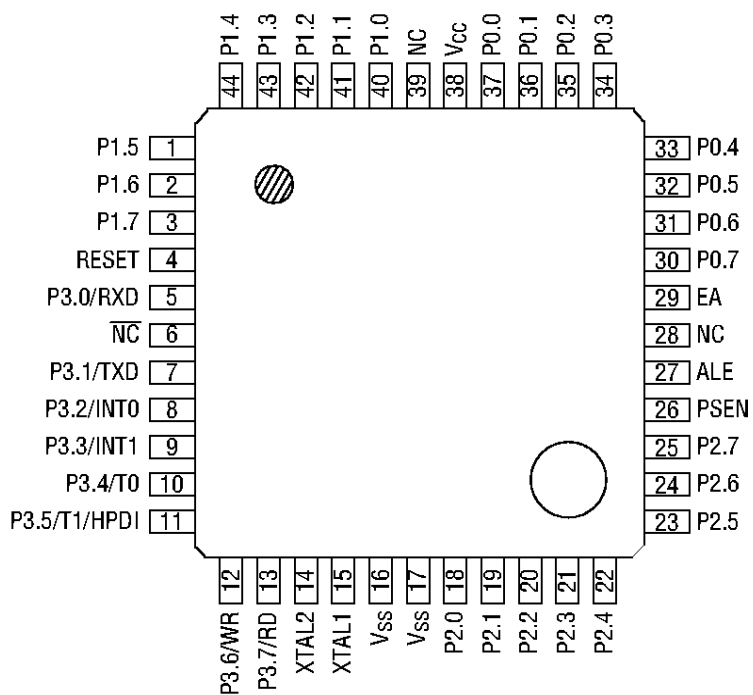 P1.4 P1.3 P1.2 P1.1 P1.0 NC VCC P0.0 P0.1 P0.2 P0.3
44 43 42 41 40 39 38 37 36 35 34
P1.5 1 33 P0.4
P1.6 2 32 P0.5
P1.7 3 31 P0.6
RESET 4 30 P0.7
P3.0/RXD 5 29 EA
N̅C̅ 6 28 NC
P3.1/TXD 7 27 ALE
P3.2/INT0 8 26 PSEN
P3.3/INT1 9 25 P2.7
P3.4/T0 10 24 P2.6
P3.5/T1/HPDI 11 23 P2.5
12 13 14 15 16 17 18 19 20 21 22
P3.6/WR P3.7/RD XTAL2 XTAL1 VSS VSS P2.0 P2.1 P2.2 P2.3 P2.4